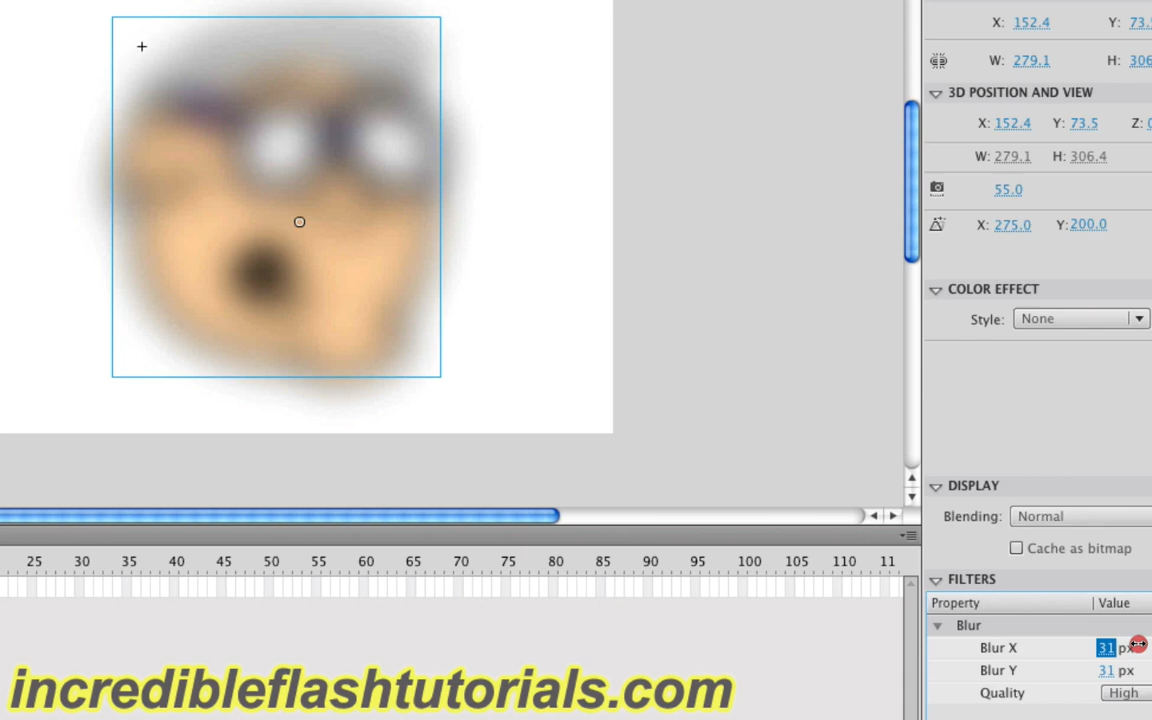 X: 152.4 Y: 73.
W: 279.1 H: 306
3D POSITION AND VIEW
X: 152.4 Y: 73.5 Z: 0
W: 279.1 H: 306.4
55.0
X: 275.0 Y: 200.0
COLOR EFFECT
Style: None
DISPLAY
Blending: Normal
Cache as bitmap
25 30 35 40 45 50 55 60 65 70 75 80 85 90 95 100 105 110 11
FILTERS
Property Value
Blur
Blur X 31 px
Blur Y 31 px
Quality High
incredibleflashtutorials.com